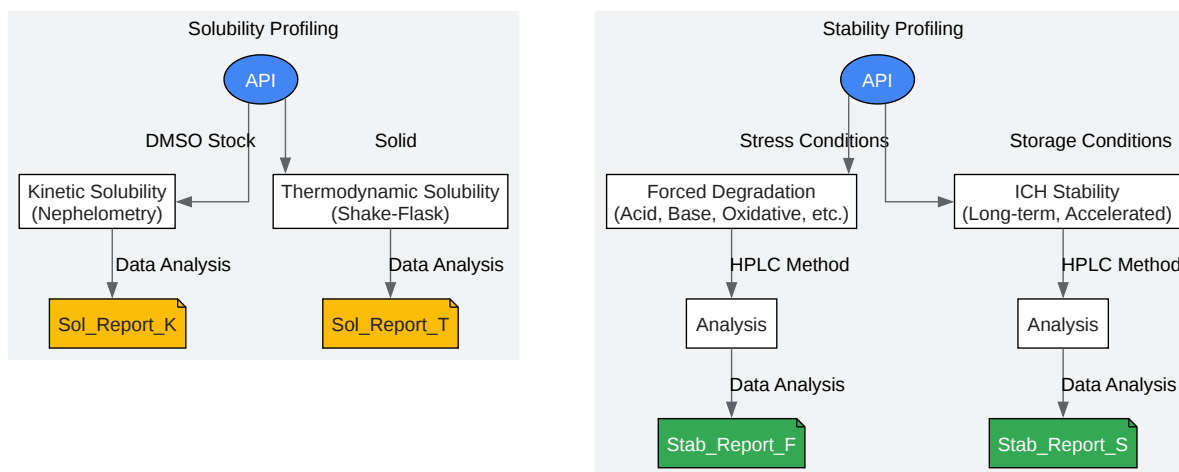 Solubility Profiling
API
DMSO Stock
Solid
Kinetic Solubility
(Nephelometry)
Thermodynamic Solubility
(Shake-Flask)
Data Analysis
Data Analysis
Sol_Report_K
Sol_Report_T
Stability Profiling
API
Stress Conditions
Storage Conditions
Forced Degradation
(Acid, Base, Oxidative, etc.)
ICH Stability
(Long-term, Accelerated)
HPLC Method
HPLC Method
Analysis
Analysis
Data Analysis
Data Analysis
Stab_Report_F
Stab_Report_S